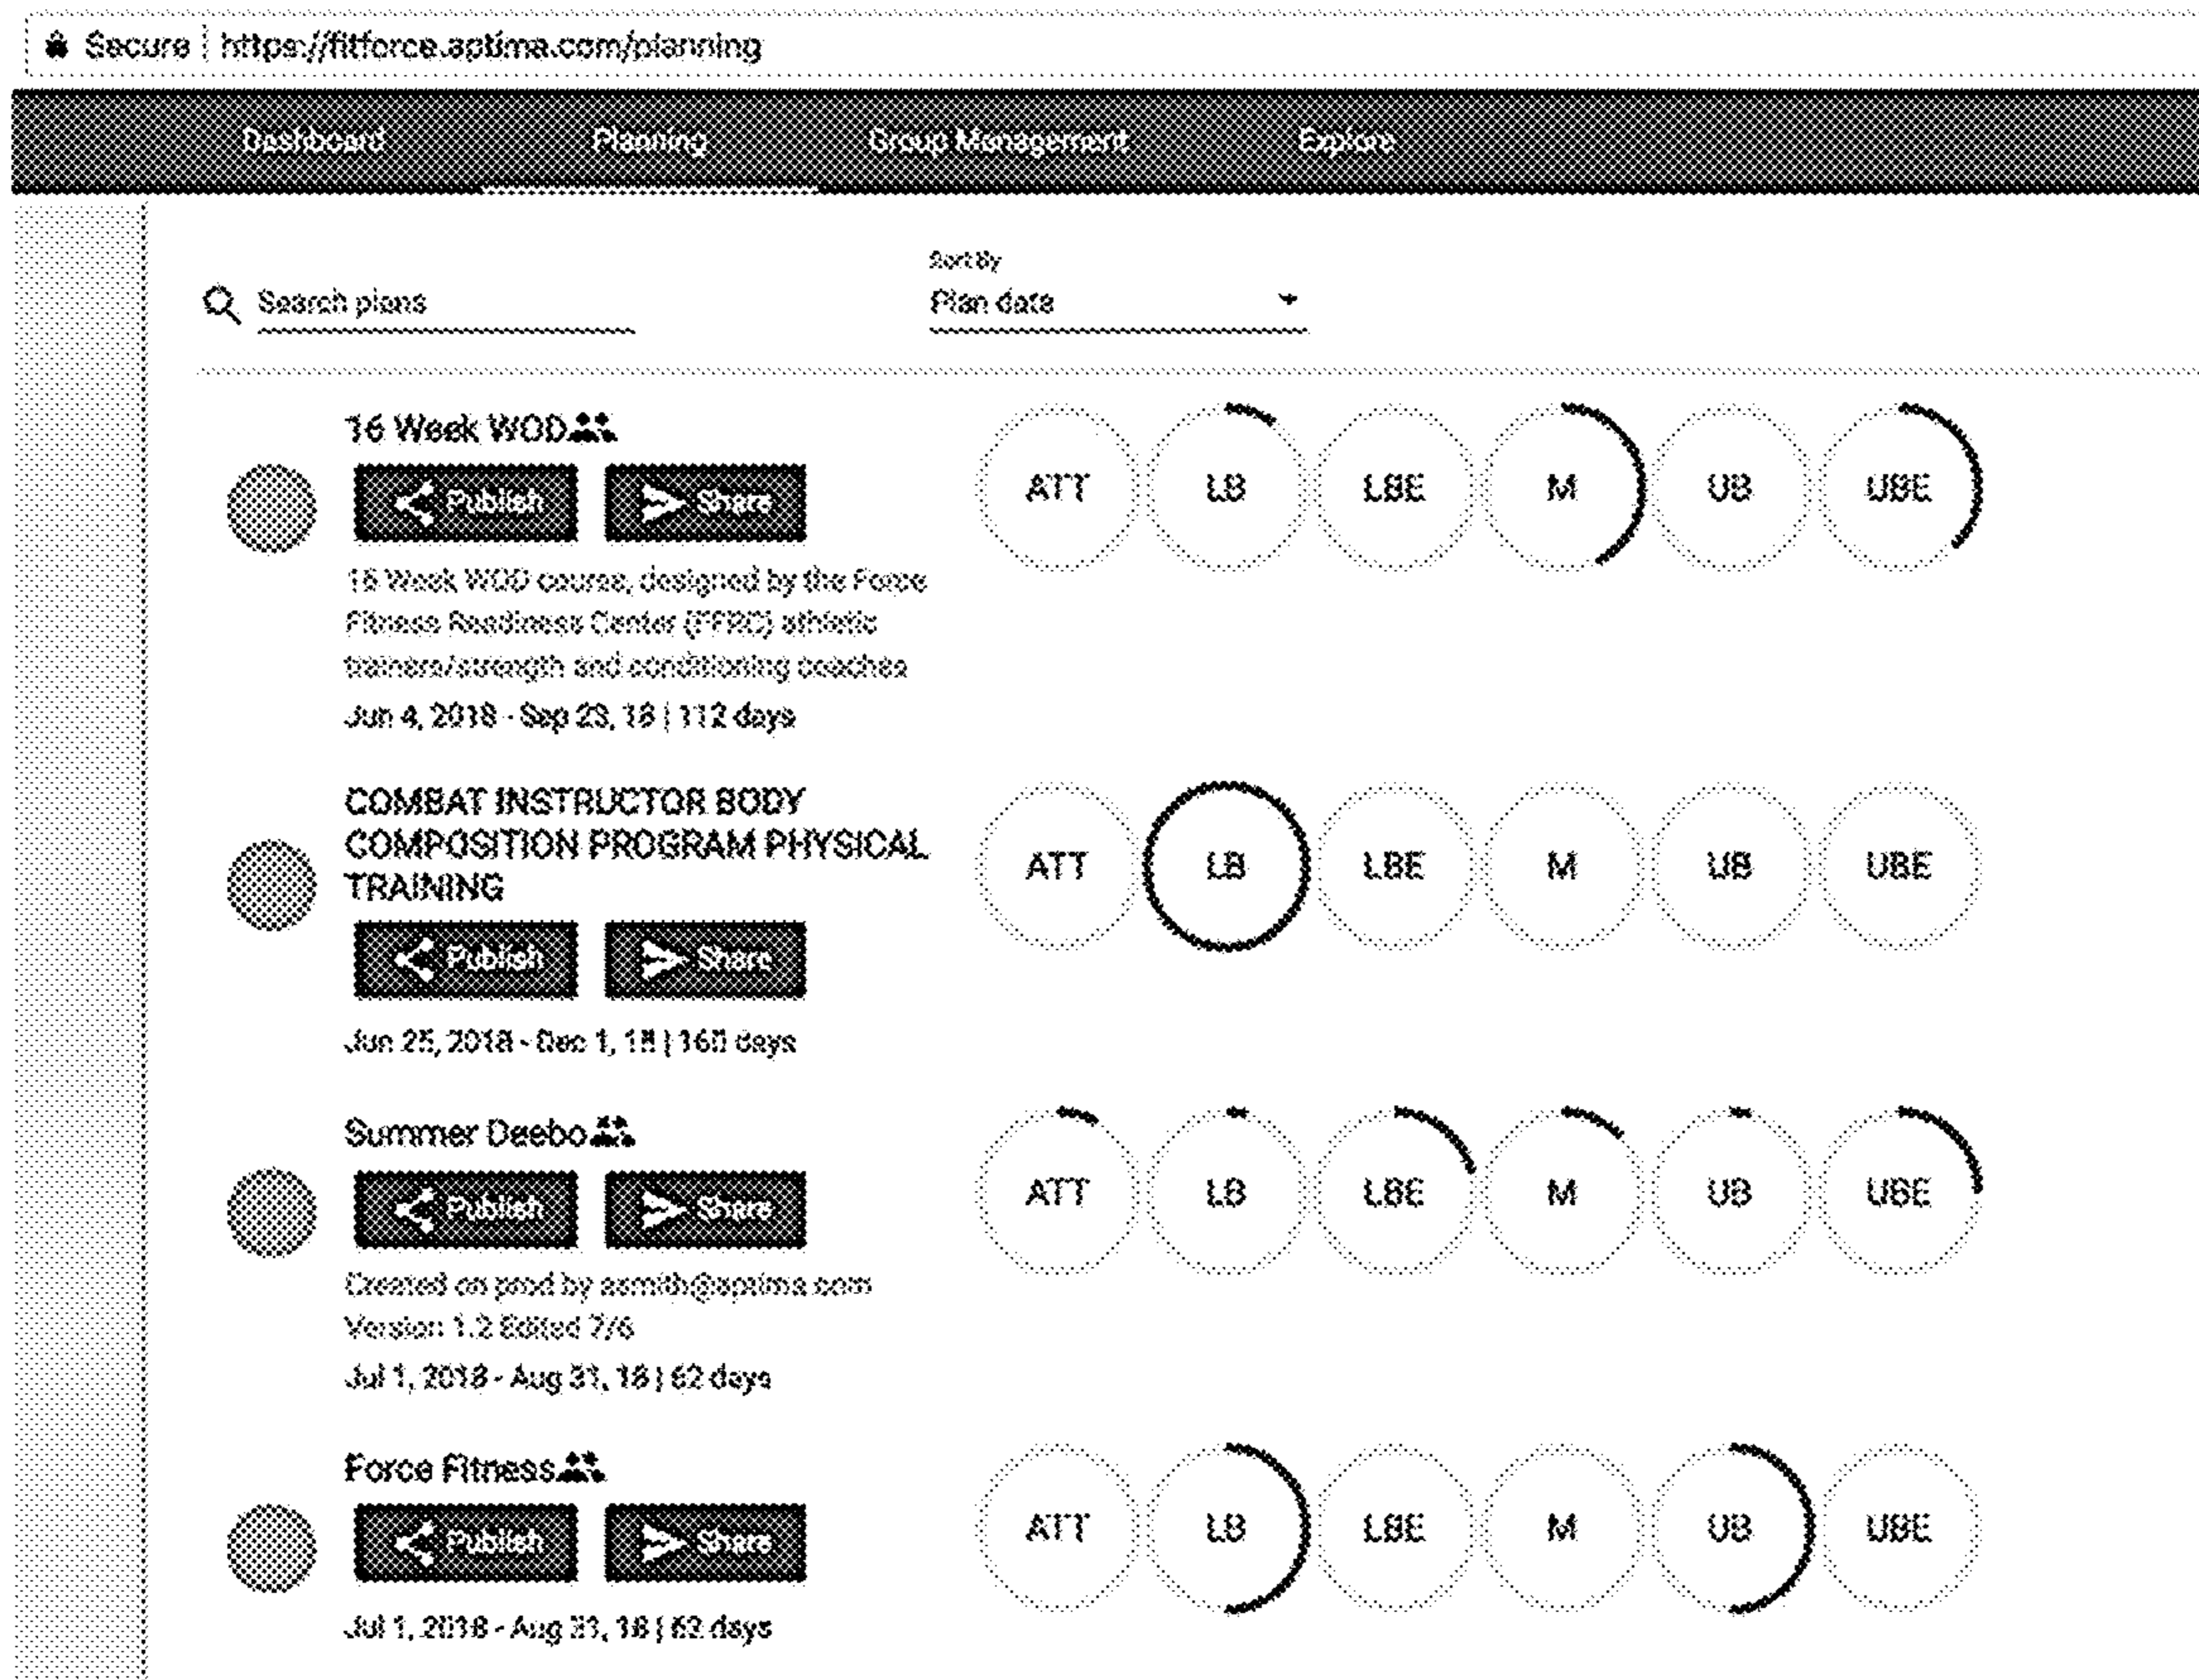 Secure | https://fitforce.aptima.com/planning
Dashboard Planning Group Management Explore
Sort By
Search plans Plan date
16 Week WOD
Publish Share
ATT LB LBE M UB UBE
16 Week WOD course, designed by the Force
Fitness Readiness Center (FFRC) athletic
trainers/strength and conditioning coaches
Jun 4, 2018 - Sep 23, 18 | 112 days
COMBAT INSTRUCTOR BODY
COMPOSITION PROGRAM PHYSICAL
TRAINING
ATT LB LBE M UB UBE
Publish Share
Jun 25, 2018 - Dec 1, 18 | 160 days
Summer Deebo
Publish Share
ATT LB LBE M UB UBE
Created on prod by asmith@aptima.com
Version 1.2 Edited 7/6
Jul 1, 2018 - Aug 31, 18 | 62 days
Force Fitness
Publish Share
ATT LB LBE M UB UBE
Jul 1, 2018 - Aug 31, 18 | 62 days